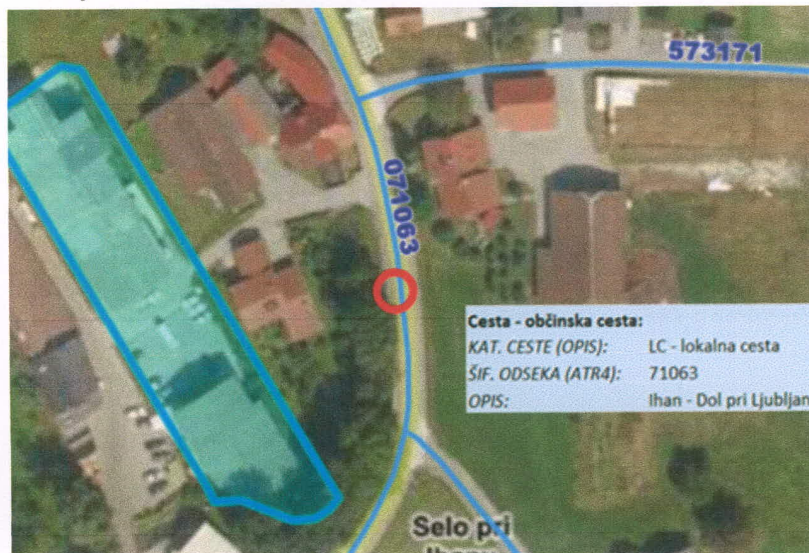 573171
071063
Cesta - občinska cesta:
KAT. CESTE (OPIS): LC - lokalna cesta
ŠIF. ODSEKA (ATR4): 71063
OPIS: Ihan - Dol pri Ljubljan
Selo pri